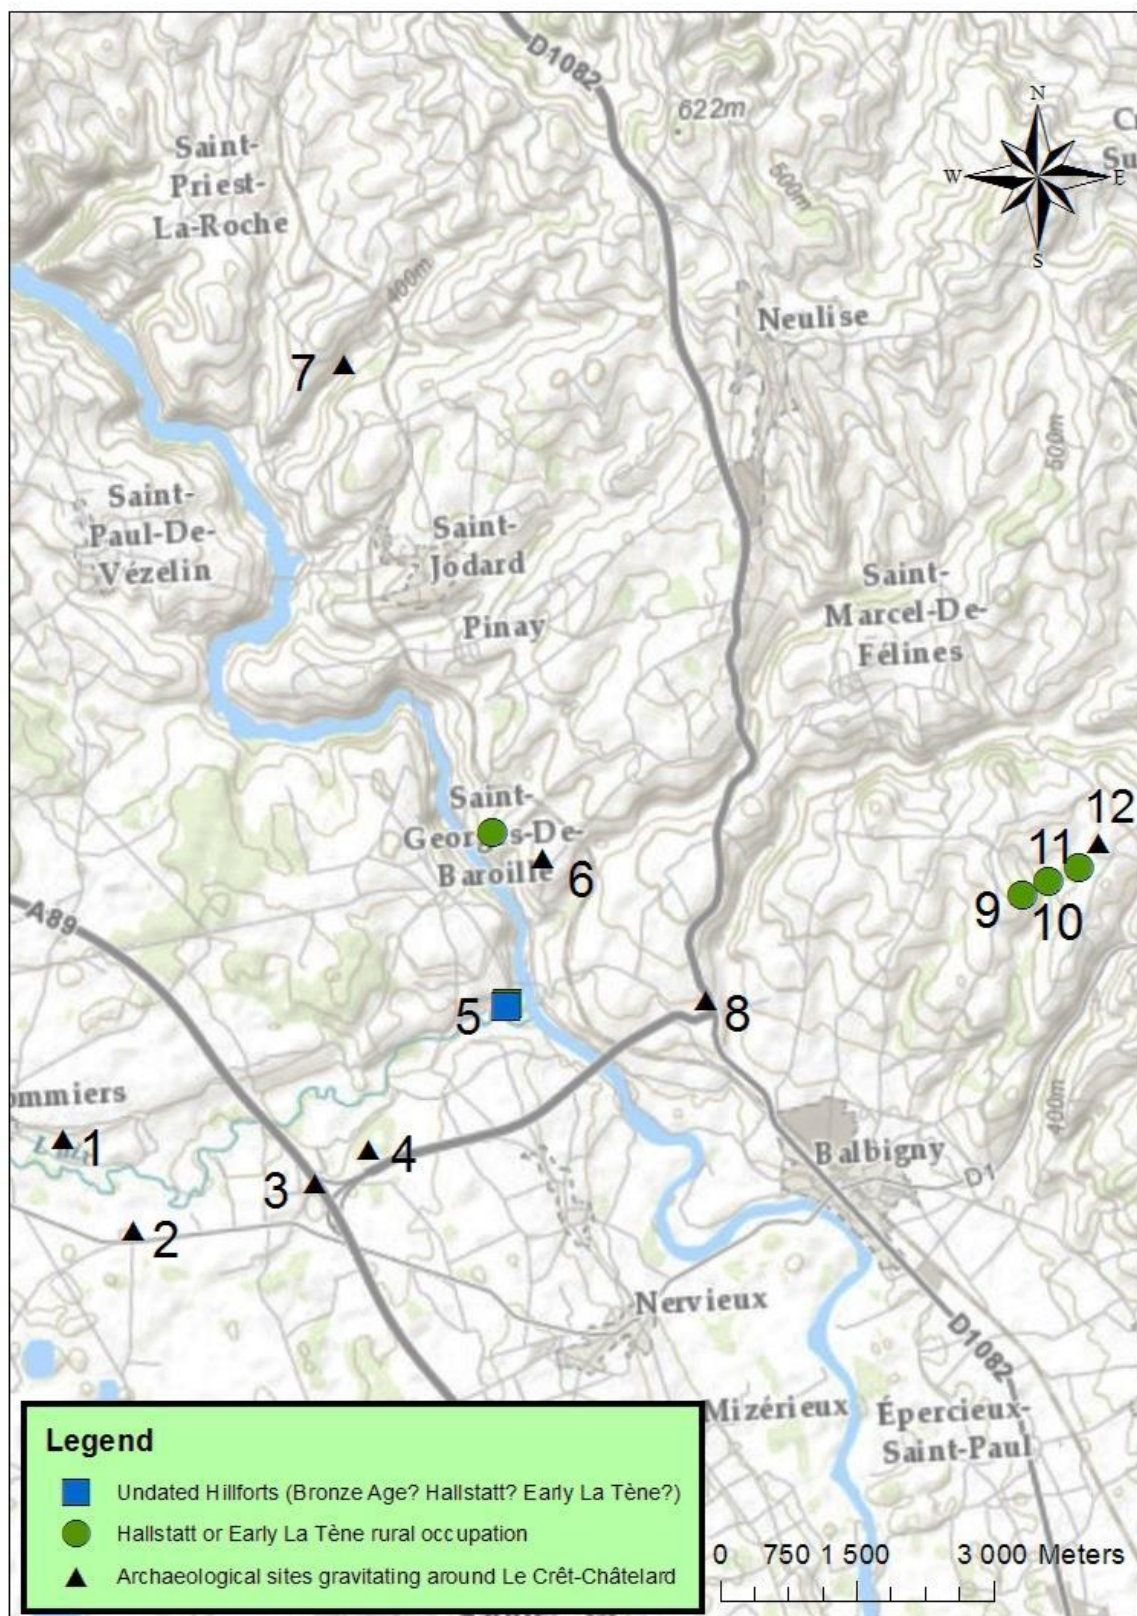 D1082
622m
N
W
E
S
Saint-
Priest-
La-Roche
500m
400m
Neulise
7
500m
Saint-
Paul-De-
Vézelin
Saint-
Jodard
Pinay
Saint-
Marcel-De-
Félines
Saint-
Georges-De-
Baroille
6
12
11
9
10
A89
5
8
ommiers
1
4
3
2
Balbigny
D1
400m
Nervieux
D1082
Mizérieux
Épercieux-
Saint-Paul
Legend
Undated Hillforts (Bronze Age? Hallstatt? Early La Tène?)
Hallstatt or Early La Tène rural occupation
Archaeological sites gravitating around Le Crêt-Châtelard
0 750 1 500 3 000 Meters